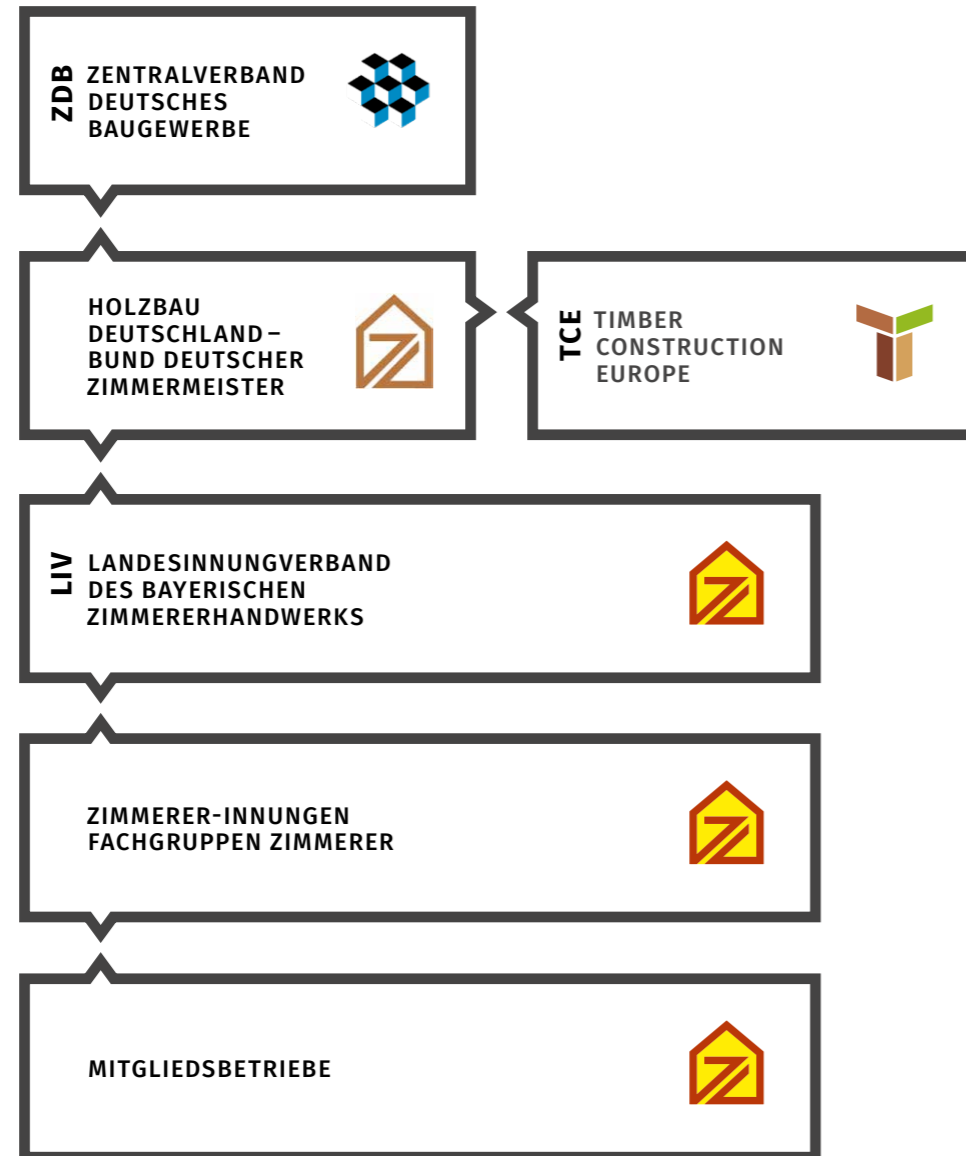 ZDB
ZENTRALVERBAND
DEUTSCHES
BAUGEWERBE
HOLZBAU
DEUTSCHLAND –
BUND DEUTSCHER
ZIMMERMEISTER
TCE
TIMBER
CONSTRUCTION
EUROPE
LIV
LANDESINNUNGVERBAND
DES BAYERISCHEN
ZIMMERERHANDWERKS
ZIMMERER-INNUNGEN
FACHGRUPPEN ZIMMERER
MITGLIEDSBETRIEBE